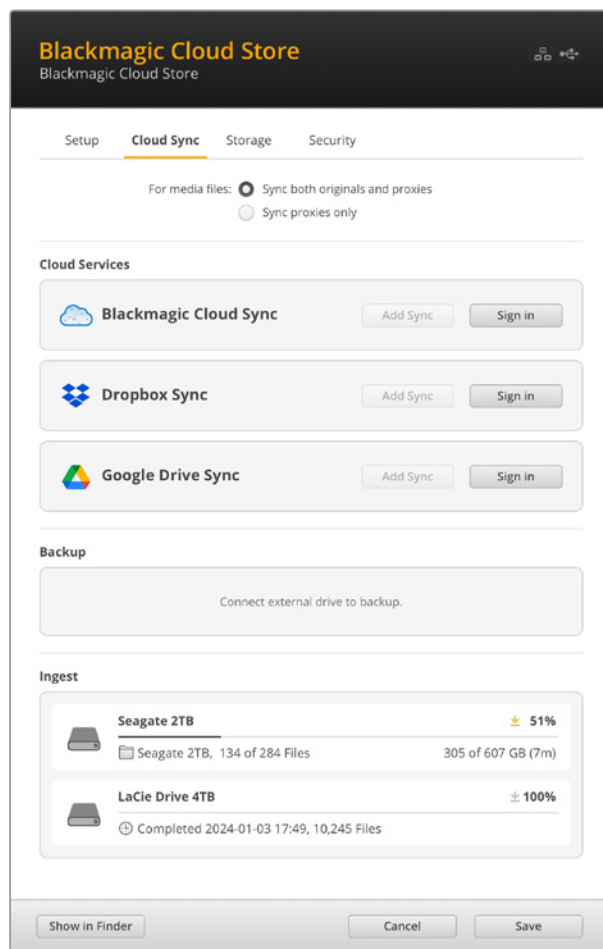 Blackmagic Cloud Store
Blackmagic Cloud Store
Setup Cloud Sync Storage Security
For media files: Sync both originals and proxies
Sync proxies only
Cloud Services
Blackmagic Cloud Sync Add Sync Sign in
Dropbox Sync Add Sync Sign in
Google Drive Sync Add Sync Sign in
Backup
Connect external drive to backup.
Ingest
Seagate 2TB 51%
Seagate 2TB, 134 of 284 Files 305 of 607 GB (7m)
LaCie Drive 4TB 100%
Completed 2024-01-03 17:49, 10,245 Files
Show in Finder Cancel Save